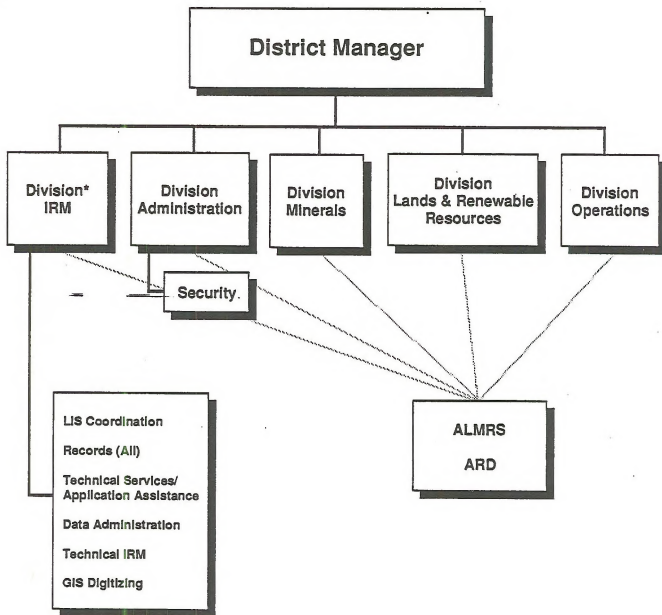 District Manager
Division*
IRM
Division
Administration
Division
Minerals
Division
Lands & Renewable
Resources
Division
Operations
Security
ALMRS
ARD
LIS Coordination
Records (All)
Technical Services/
Application Assistance
Data Administration
Technical IRM
GIS Digitizing